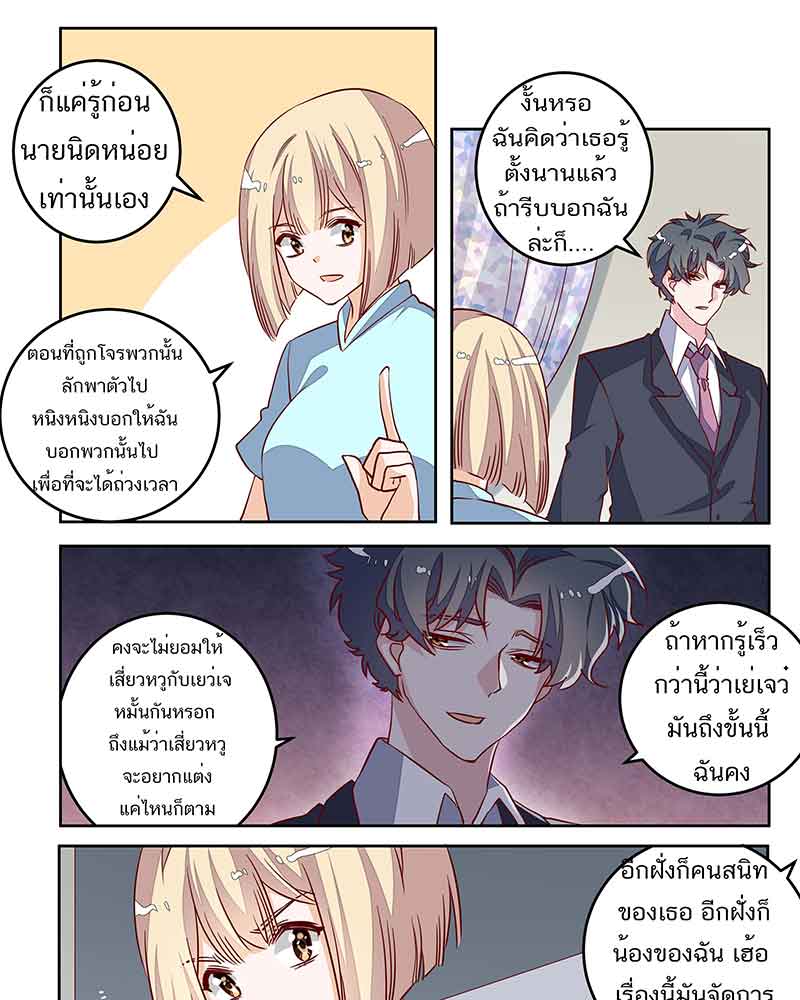 ก็แค่รู้ก่อน
นายนิดหน่อย
เท่านั้นเอง
ตอนที่ถูกโจรพวกนั้น
ลักพาตัวไป
หนิงหนิงบอกให้ฉัน
บอกพวกนั้นไป
เพื่อที่จะได้ถ่วงเวลา
งั้นหรอ
ฉันคิดว่าเธอรู้
ตั้งนานแล้ว
ถ้ารีบบอกฉัน
ล่ะก็....
ถ้าหากรู้เร็ว
กว่านี้ว่าเย่เจว๋
มันถึงขั้นนี้
ฉันคง
คงจะไม่ยอมให้
เสี่ยวหวูกับเยว่เจ
หมั้นกันหรอก
ถึงแม้ว่าเสี่ยวหวู
จะอยากแต่ง
แค่ไหนก็ตาม
อีกฝั่งก็คนสนิท
ของเธอ อีกฝั่งก็
น้องของฉัน เฮ้อ
เรื่องนี้มันจัดการ